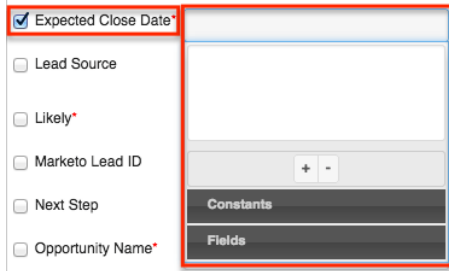 Expected Close Date*
Lead Source
Likely*
Marketo Lead ID
+ -
Next Step
Constants
Opportunity Name*
Fields